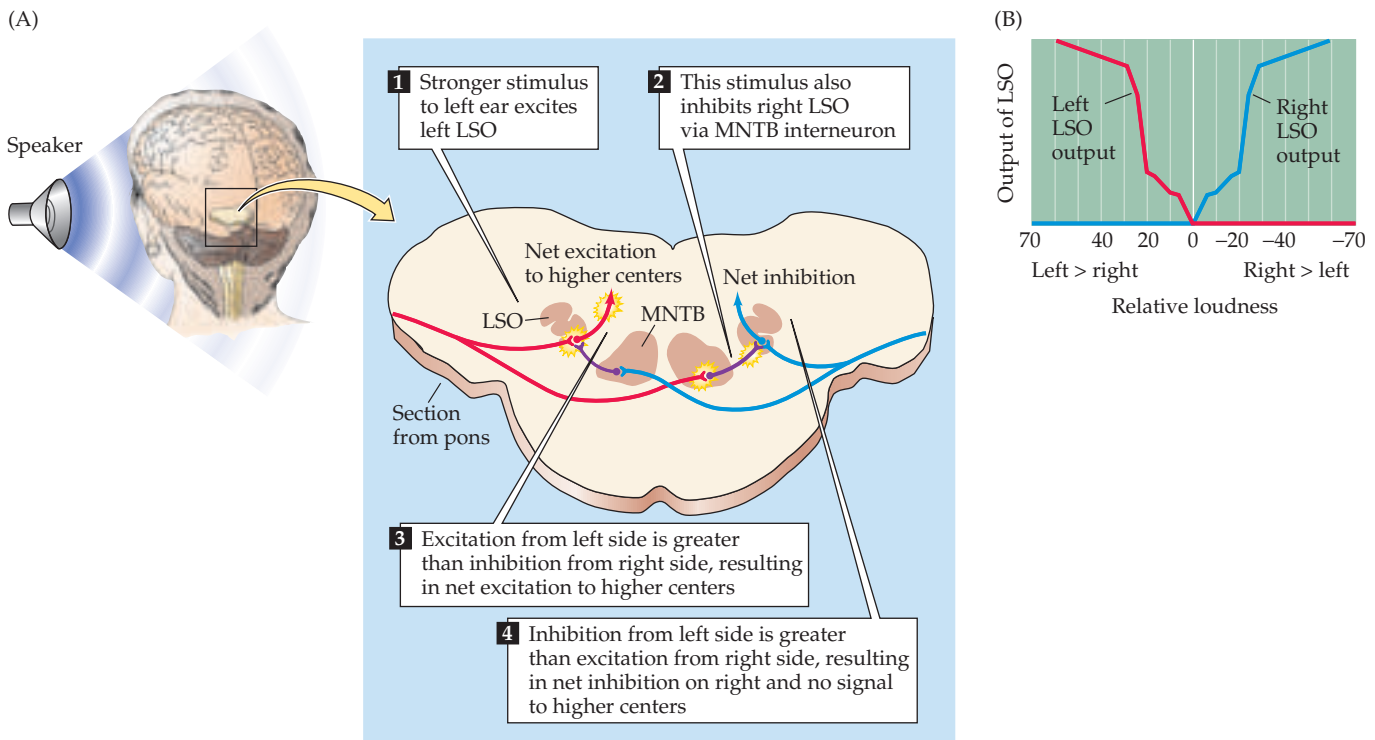 (A)
Speaker
1 Stronger stimulus
to left ear excites
left LSO
2 This stimulus also
inhibits right LSO
via MNTB interneuron
Net excitation
to higher centers
Net inhibition
LSO
MNTB
Section
from pons
3 Excitation from left side is greater
than inhibition from right side, resulting
in net excitation to higher centers
4 Inhibition from left side is greater
than excitation from right side, resulting
in net inhibition on right and no signal
to higher centers
(B)
Output of LSO
Left
LSO
output
Right
LSO
output
70 40 20 0 –20 –40 –70
Left > right Right > left
Relative loudness